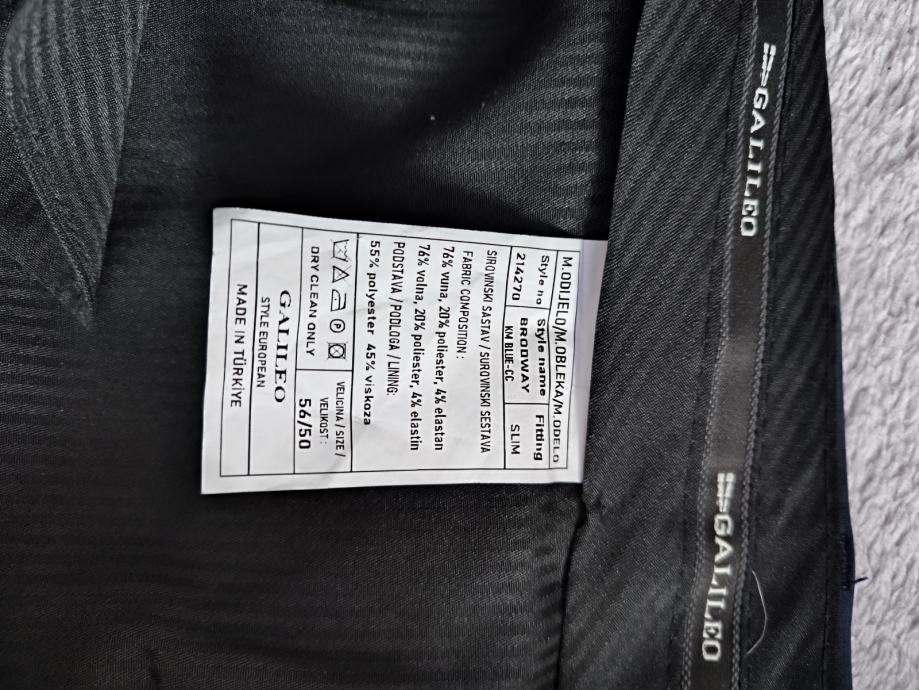 M.ODIJELO/M.OBLEKA/M.ODELO
Style no Style name Fitting
214270 BRODWAY SLIM
KM BLUE-CC
SIROVINSKI SASTAV / SUROVINSKI SESTAVA
FABRIC COMPOSITION:
76% vuna, 20% poliester, 4% elastan
76% volna, 20% poliester, 4% elastin
PODSTAVA / PODLOGA / LINING:
55% polyester 45% viskoza
P
DRY CLEAN ONLY
VELICINA / SIZE /
VELIKOST:
56/50
GALILEO
STYLE EUROPEAN
MADE IN TÜRKİYE
GALILEO
GALILEO